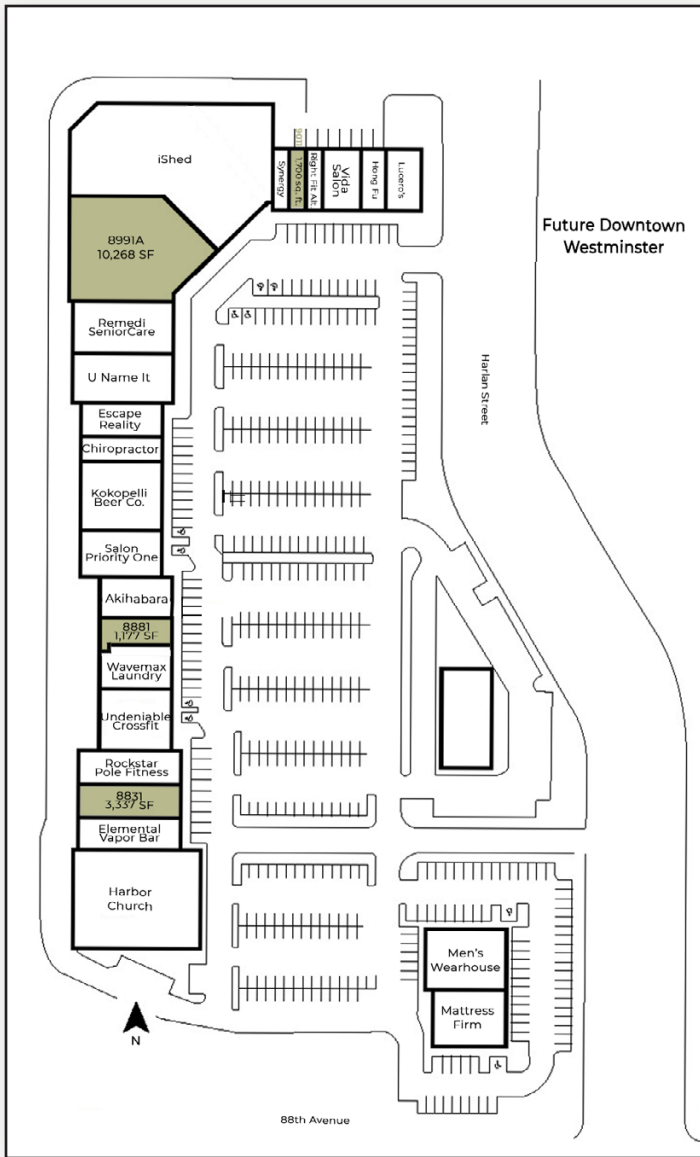 iShed
Synergy
1,700 sq. ft.
Right Fit Alt.
Vida
Salon
Hong Fu
Lucero's
8991A
10,268 SF
Future Downtown
Westminster
Remedi
SeniorCare
U Name It
Harlan Street
Escape
Reality
Chiropractor
Kokopelli
Beer Co.
Salon
Priority One
Akihabara
8881
1,177 SF
Wavemax
Laundry
Undeniable
Crossfit
Rockstar
Pole Fitness
8831
3,337 SF
Elemental
Vapor Bar
Harbor
Church
Men's
Wearhouse
Mattress
Firm
N
88th Avenue